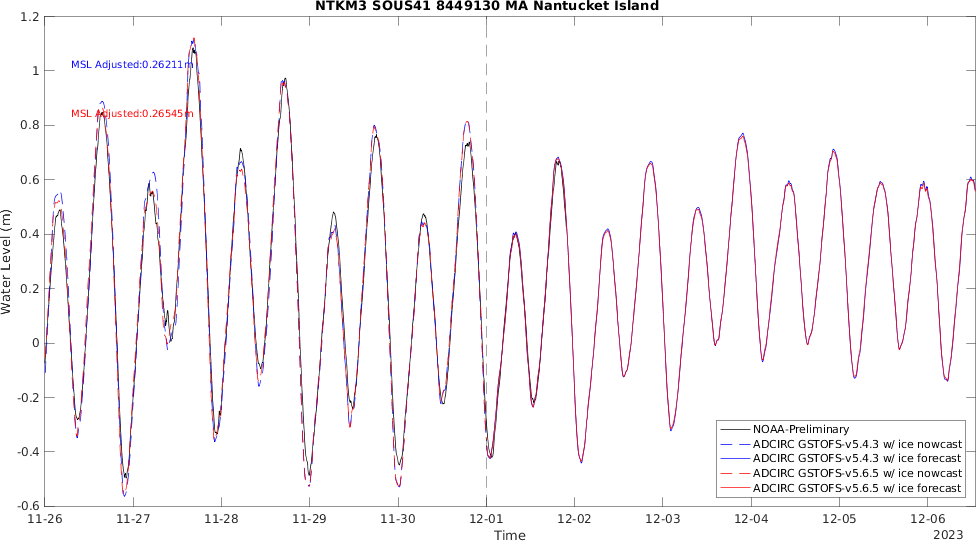 NTKM3 SOUS41 8449130 MA Nantucket Island
1.2
1
0.8
0.6
0.4
0.2
0
-0.2
-0.4
-0.6
Water Level (m)
MSL Adjusted:0.26211m
MSL Adjusted:0.26545m
NOAA-Preliminary
ADCIRC GSTOFS-v5.4.3 w/ ice nowcast
ADCIRC GSTOFS-v5.4.3 w/ ice forecast
ADCIRC GSTOFS-v5.6.5 w/ ice nowcast
ADCIRC GSTOFS-v5.6.5 w/ ice forecast
11-26 11-27 11-28 11-29 11-30 12-01 12-02 12-03 12-04 12-05 12-06
Time
2023